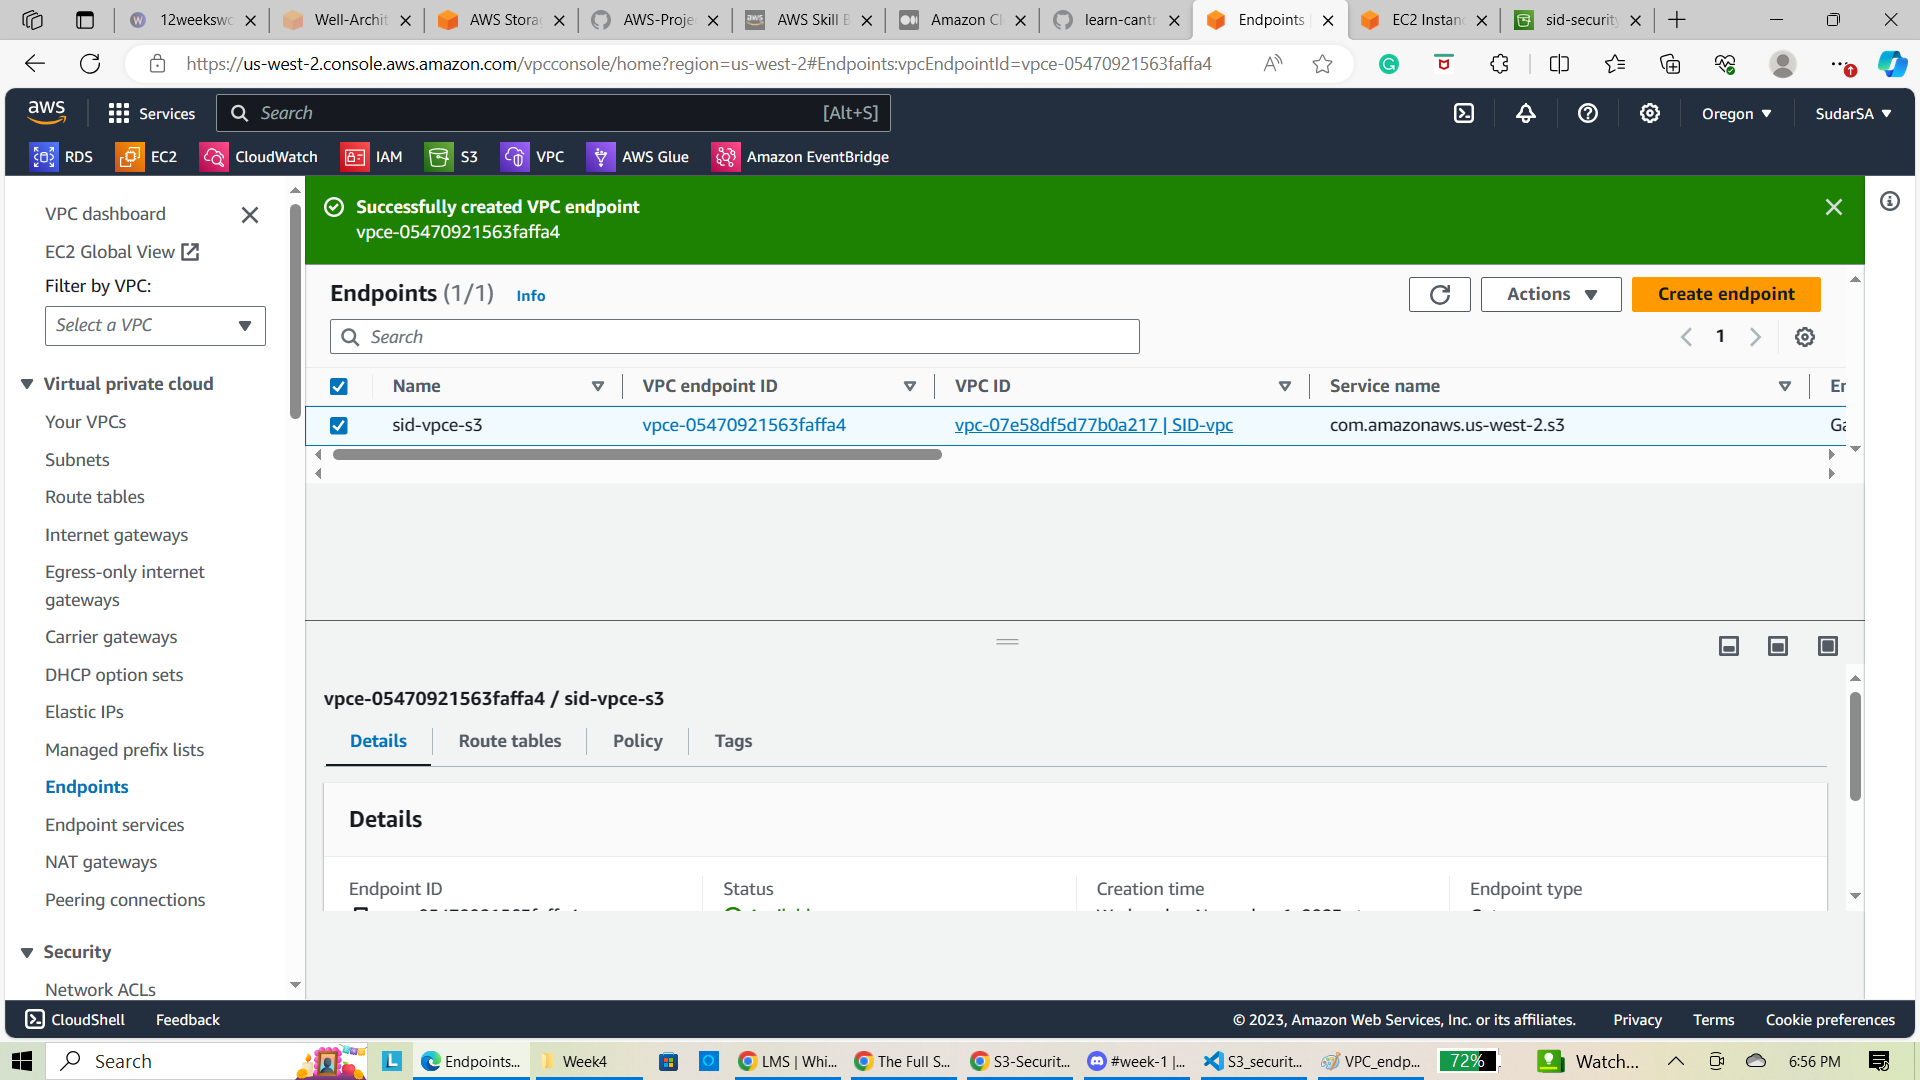 12weekswo
Well-Archit
AWS Stora
AWS-Proje
AWS Skill B
Amazon Cl
learn-cantr
Endpoints
EC2 Instan
sid-security
https://us-west-2.console.aws.amazon.com/vpcconsole/home?region=us-west-2#Endpoints:vpcEndpointId=vpce-05470921563faffa4
aws
Services
Search
[Alt+S]
Oregon
SudarSA
RDS
EC2
CloudWatch
IAM
S3
VPC
AWS Glue
Amazon EventBridge
VPC dashboard
EC2 Global View
Filter by VPC:
Select a VPC
Virtual private cloud
Your VPCs
Subnets
Route tables
Internet gateways
Egress-only internet
gateways
Carrier gateways
DHCP option sets
Elastic IPs
Managed prefix lists
Endpoints
Endpoint services
NAT gateways
Peering connections
Security
Network ACLs
Successfully created VPC endpoint
vpce-05470921563faffa4
Endpoints (1/1) Info
Actions
Create endpoint
Search
1
Name
VPC endpoint ID
VPC ID
Service name
En
sid-vpce-s3
vpce-05470921563faffa4
vpc-07e58df5d77b0a217 | SID-vpc
com.amazonaws.us-west-2.s3
Ga
vpce-05470921563faffa4 / sid-vpce-s3
Details
Route tables
Policy
Tags
Details
Endpoint ID
Status
Creation time
Endpoint type
CloudShell
Feedback
© 2023, Amazon Web Services, Inc. or its affiliates.
Privacy
Terms
Cookie preferences
Search
Endpoints...
Week4
LMS | Whi...
The Full S...
S3-Securit...
#week-1 |...
S3_securit...
VPC_endp...
72%
Watch...
6:56 PM